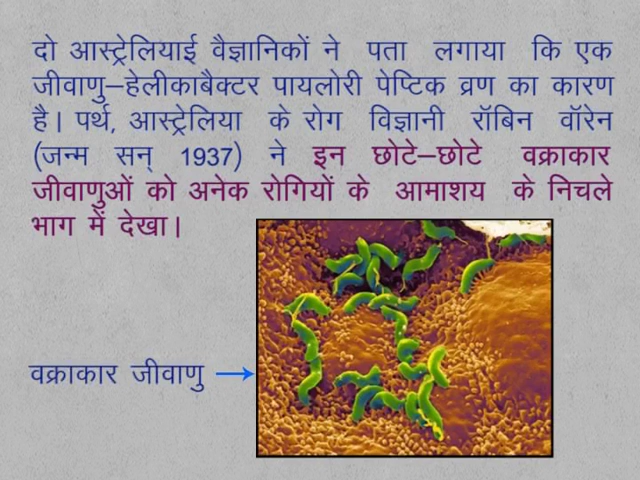 दो आस्ट्रेलियाई वैज्ञानिकों ने पता लगाया कि एक
जीवाणु–हेलीकाबैक्टर पायलोरी पेप्टिक व्रण का कारण
है। पर्थ, आस्ट्रेलिया के रोग विज्ञानी रॉबिन वॉरेन
(जन्म सन् 1937) ने इन छोटे–छोटे वक्राकार
जीवाणुओं को अनेक रोगियों के आमाशय के निचले
भाग में देखा।
वक्राकार जीवाणु